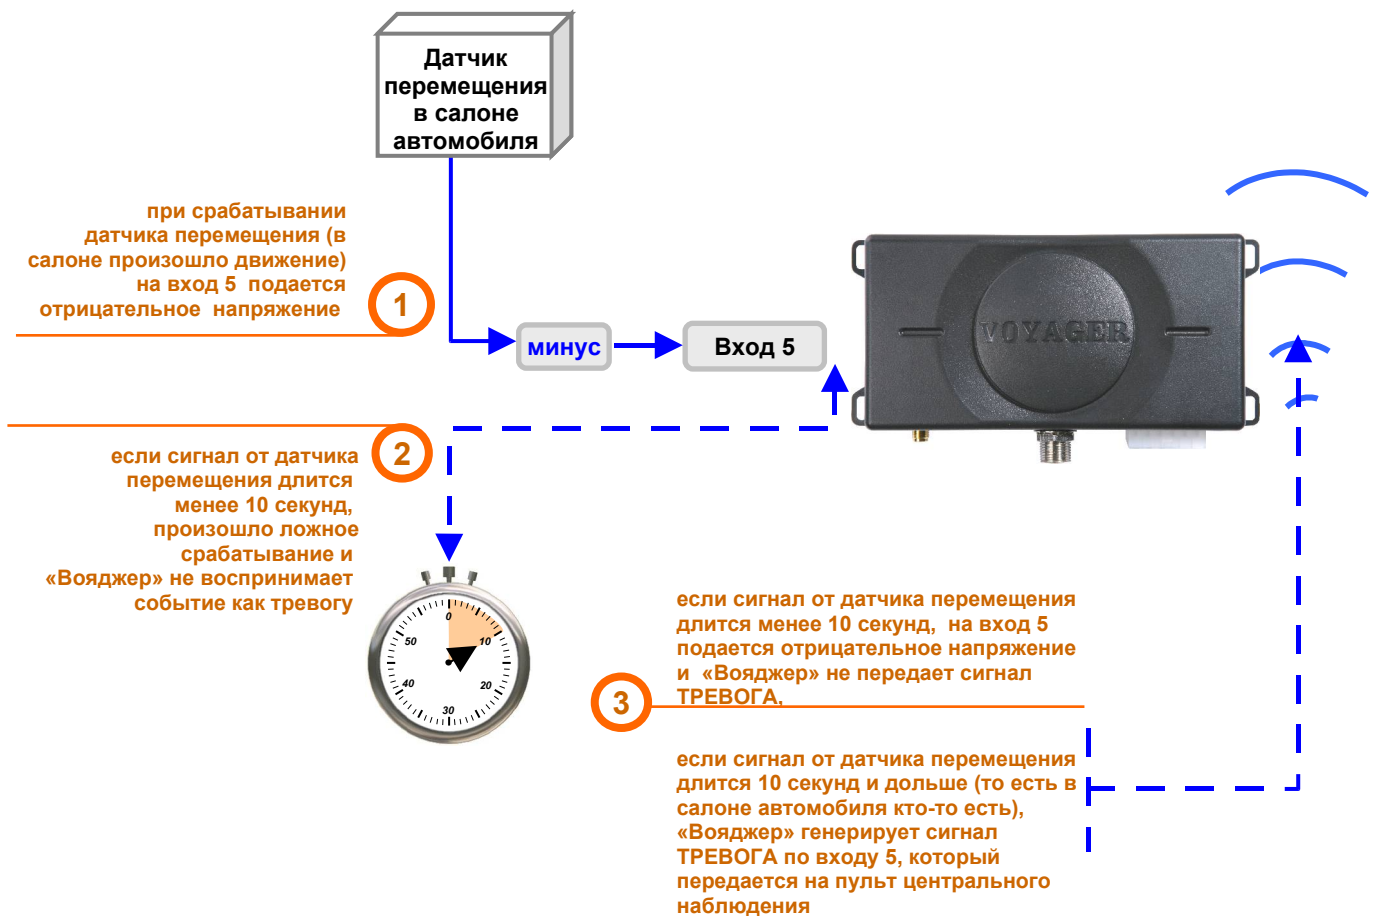 Датчик
перемещения
в салоне
автомобиля
при срабатывании
датчика перемещения (в
салоне произошло движение)
на вход 5 подается
отрицательное напряжение
1
минус
Вход 5
VOYAGER
2
если сигнал от датчика
перемещения длится
менее 10 секунд,
произошло ложное
срабатывание и
«Вояджер» не воспринимает
событие как тревогу
0
10
20
30
40
50
3
если сигнал от датчика перемещения
длится менее 10 секунд, на вход 5
подается отрицательное напряжение
и «Вояджер» не передает сигнал
ТРЕВОГА,
если сигнал от датчика перемещения
длится 10 секунд и дольше (то есть в
салоне автомобиля кто-то есть),
«Вояджер» генерирует сигнал
ТРЕВОГА по входу 5, который
передается на пульт центрального
наблюдения